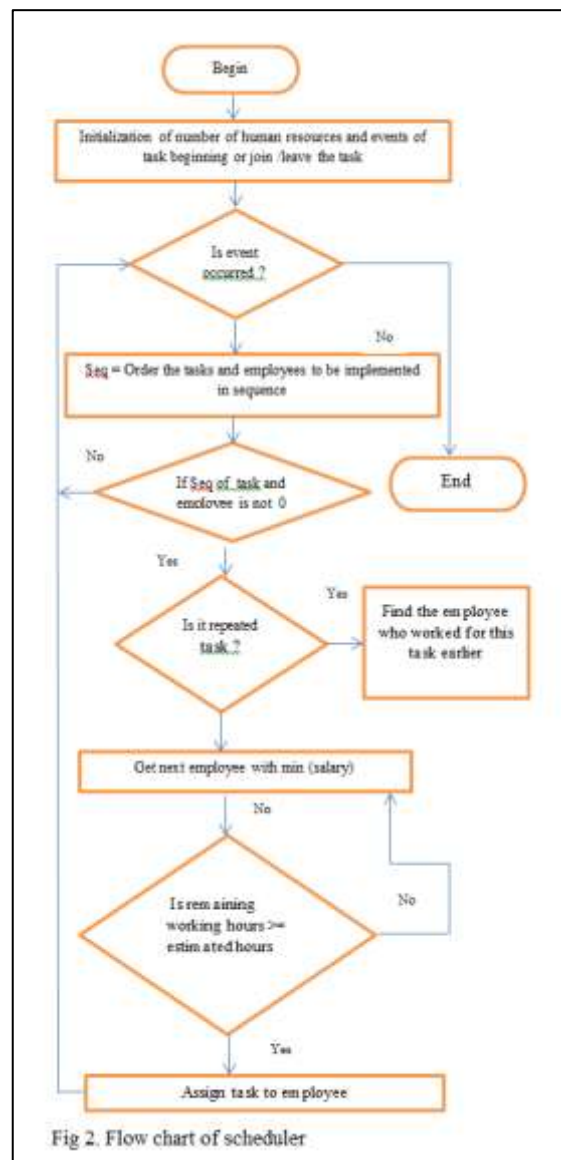 Begin
Initialization of number of human resources and events of
task beginning or join /leave the task
Is event
occurred ?
No
Seq = Order the tasks and employees to be implemented
in sequence
No
If Seq of task and
employee is not 0
End
Yes
Is it repeated
task ?
Yes
Find the employee
who worked for this
task earlier
Get next employee with min (salary)
No
Is remaining
working hours >=
estimated hours
No
Yes
Assign task to employee
Fig 2. Flow chart of scheduler